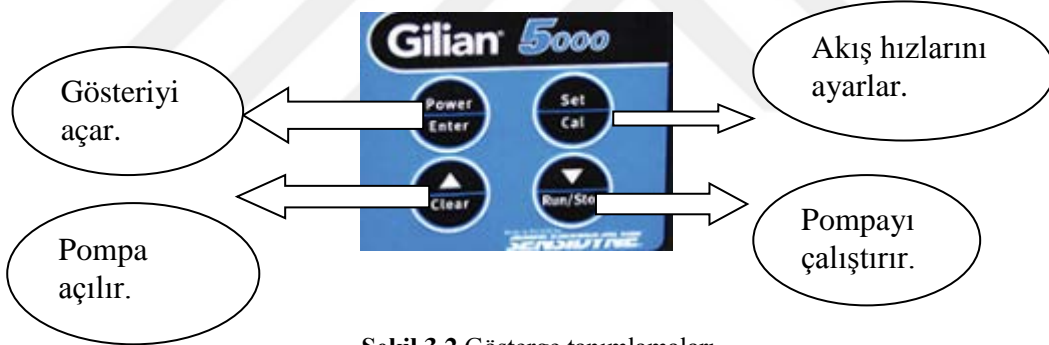 Gilian 5000
Gösteriyi
açar.
Power
Enter
Set
Cal
Akış hızlarını
ayarlar.
Clear
Run/Sto
SENSIDYNE
Pompa
açılır.
Pompayı
çalıştırır.
Şekil 3.2 Gösterge tanımlamaları